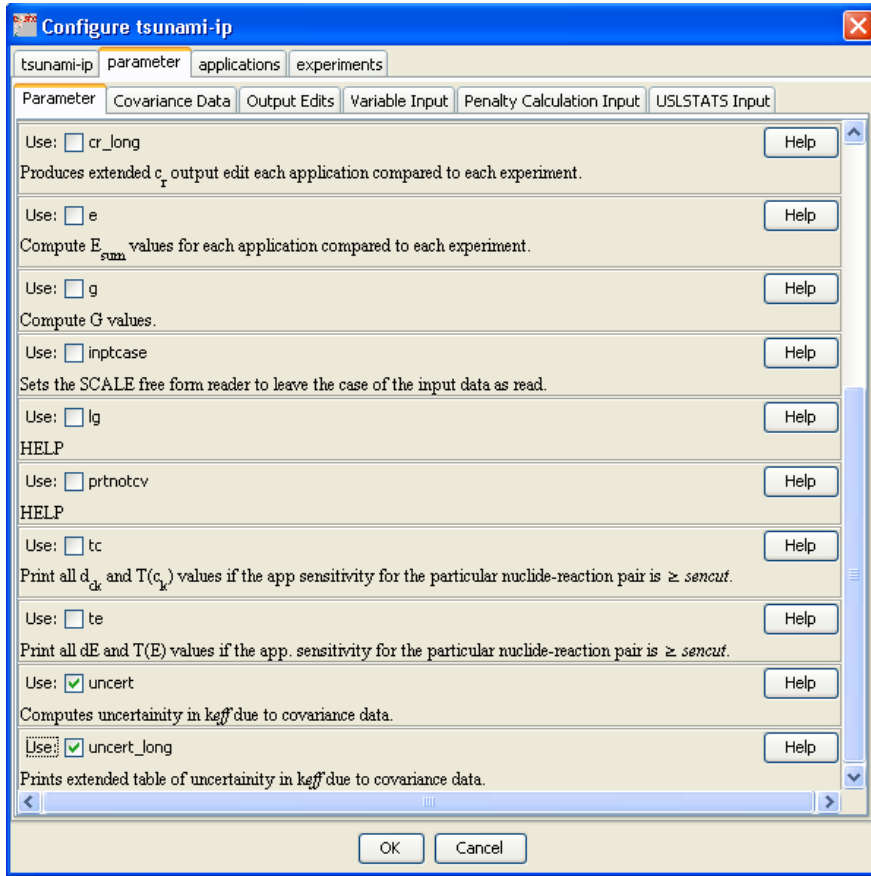 Configure tsunami-ip
tsunami-ip parameter applications experiments
Parameter Covariance Data Output Edits Variable Input Penalty Calculation Input USLSTATS Input
Use: cr_long Help
Produces extended c_r output edit each application compared to each experiment.
Use: e Help
Compute E_sum values for each application compared to each experiment.
Use: g Help
Compute G values.
Use: inptcase Help
Sets the SCALE free form reader to leave the case of the input data as read.
Use: lg Help
HELP
Use: prtnotcv Help
HELP
Use: tc Help
Print all d_ck and T(c_k) values if the app sensitivity for the particular nuclide-reaction pair is ≥ sencut.
Use: te Help
Print all dE and T(E) values if the app. sensitivity for the particular nuclide-reaction pair is ≥ sencut.
Use: uncert Help
Computes uncertainity in keff due to covariance data.
Use: uncert_long Help
Prints extended table of uncertainity in keff due to covariance data.
OK Cancel